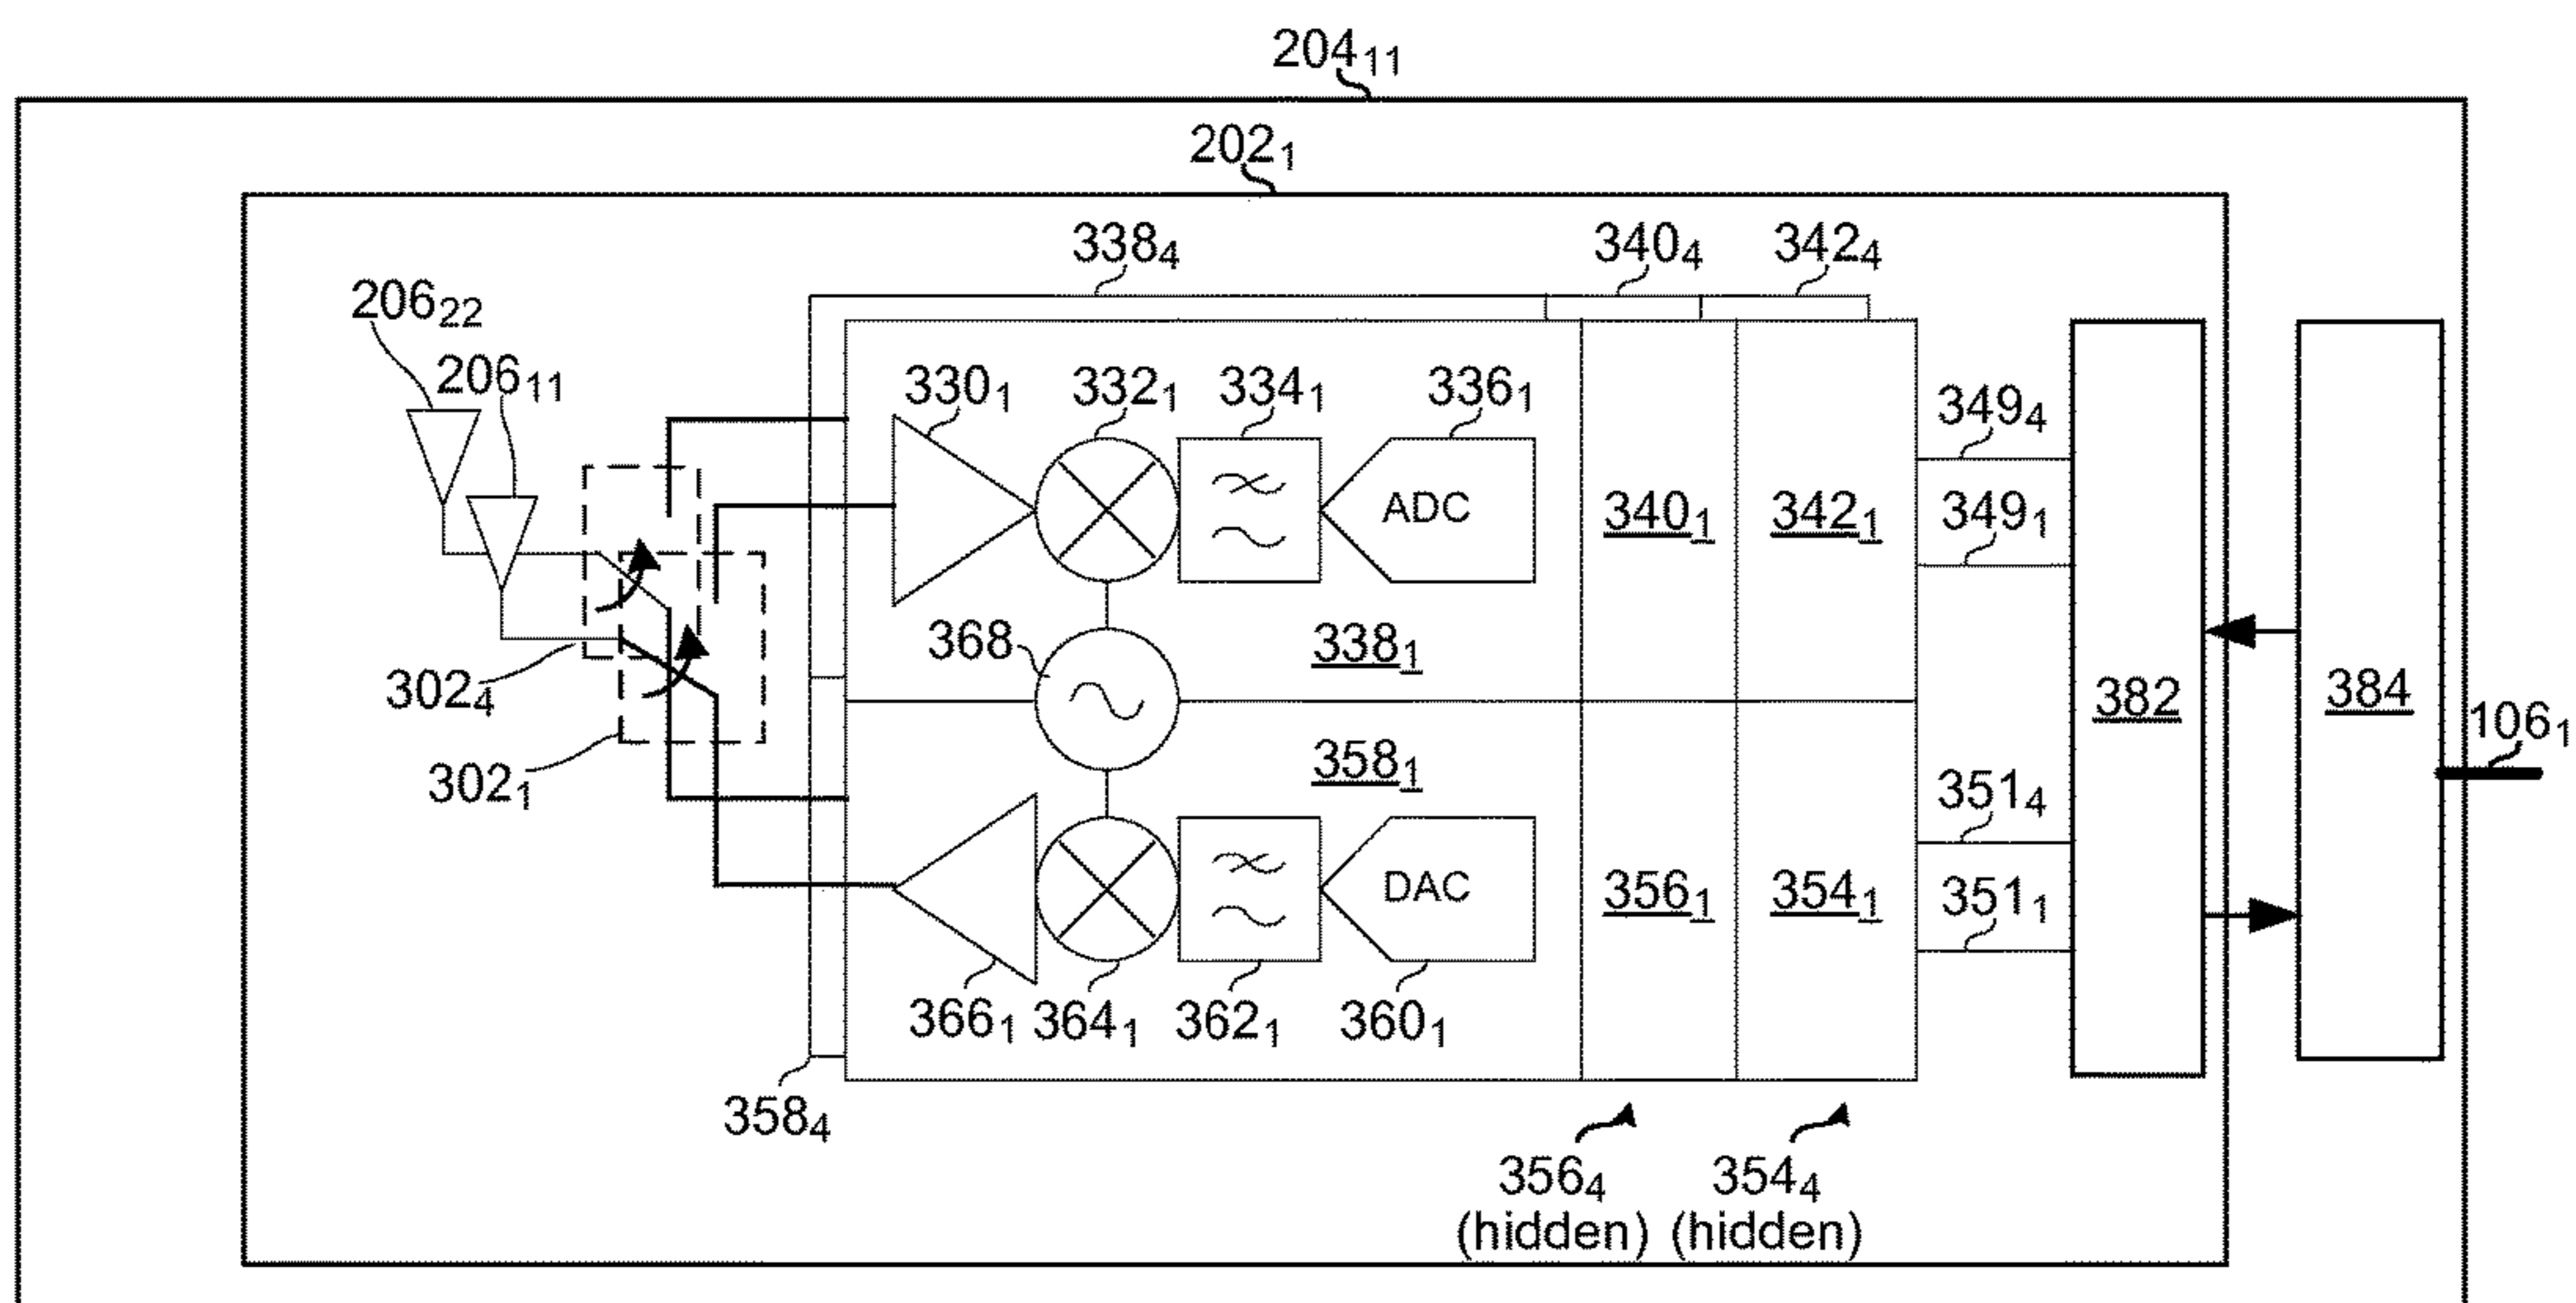 204₁₁
202₁
338₄ 340₄ 342₄
206₂₂
206₁₁
330₁ 332₁ 334₁ 336₁
349₄
ADC 340₁ 342₁ 349₁
368 338₁
302₄ 382 384
106₁
302₁ 358₁
351₄
DAC 356₁ 354₁ 351₁
366₁ 364₁ 362₁ 360₁
358₄
356₄ 354₄
(hidden) (hidden)